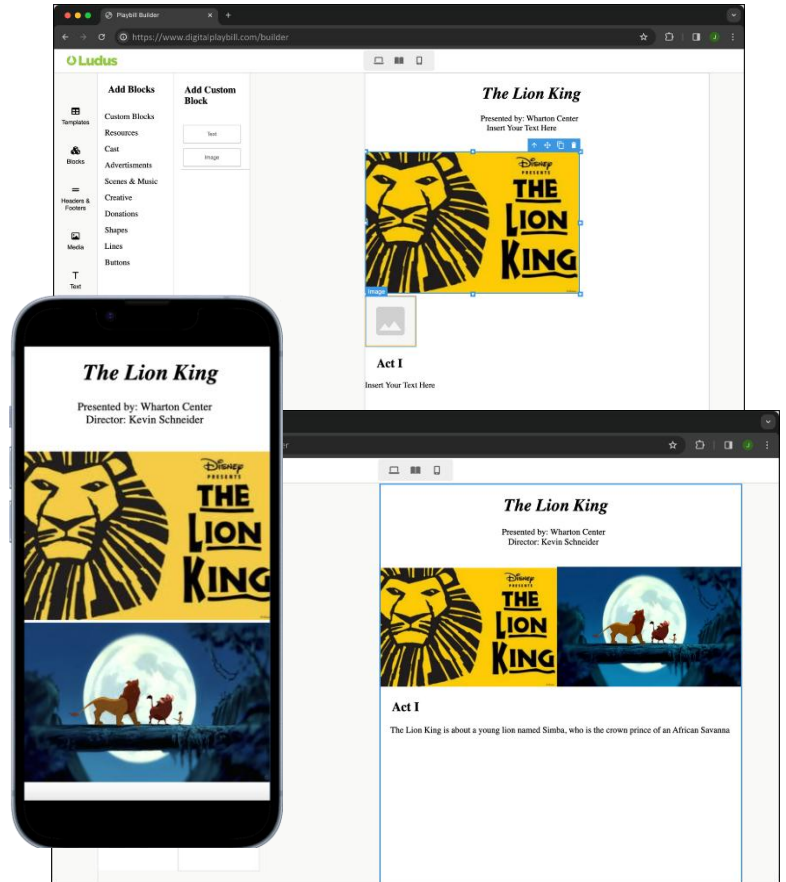 Playbill Builder
https://www.digitalplaybill.com/builder
J
Ludus
Templates
Blocks
Headers &
Footers
Media
T
Text
Add Blocks
Custom Blocks
Resources
Cast
Advertisments
Scenes & Music
Creative
Donations
Shapes
Lines
Buttons
Add Custom
Block
Text
Image
The Lion King
Presented by: Wharton Center
Insert Your Text Here
DISNEY
PRESENTS
THE
LION
KING
Image
Act I
Insert Your Text Here
The Lion King
Presented by: Wharton Center
Director: Kevin Schneider
DISNEY
PRESENTS
THE
LION
KING
er
J
The Lion King
Presented by: Wharton Center
Director: Kevin Schneider
DISNEY
PRESENTS
THE
LION
KING
Act I
The Lion King is about a young lion named Simba, who is the crown prince of an African Savanna